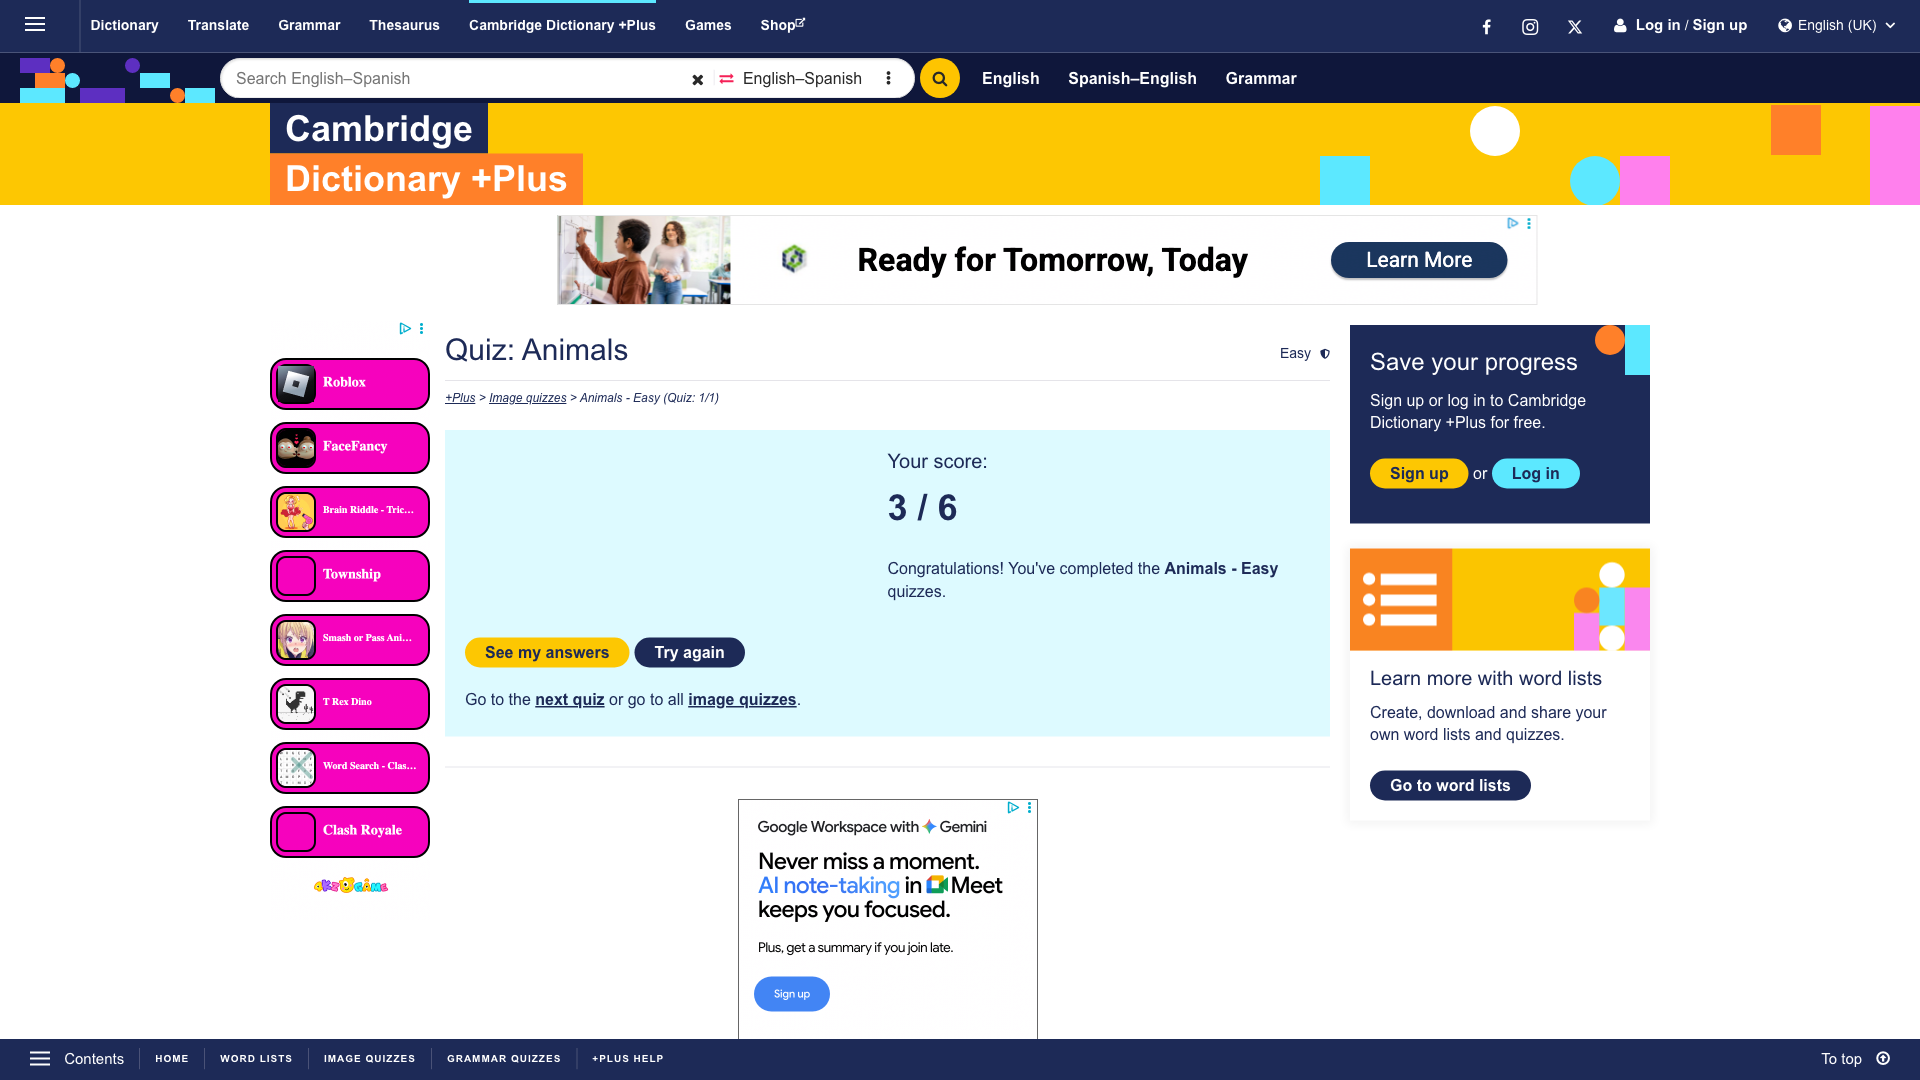 Dictionary Translate Grammar Thesaurus Cambridge Dictionary +Plus Games Shop Log in / Sign up English (UK)
Search English–Spanish English–Spanish English Spanish–English Grammar
Cambridge
Dictionary +Plus
Ready for Tomorrow, Today Learn More
Quiz: Animals
Easy
+Plus > Image quizzes > Animals - Easy (Quiz: 1/1)
Roblox
FaceFancy
Brain Riddle - Tric...
Township
Smash or Pass Ani...
T Rex Dino
Word Search - Clas...
Clash Royale
4KZGAME
Your score:
3 / 6
Congratulations! You've completed the Animals - Easy
quizzes.
See my answers Try again
Go to the next quiz or go to all image quizzes.
Google Workspace with Gemini
Never miss a moment.
AI note-taking in Meet
keeps you focused.
Plus, get a summary if you join late.
Sign up
Save your progress
Sign up or log in to Cambridge
Dictionary +Plus for free.
Sign up or Log in
Learn more with word lists
Create, download and share your
own word lists and quizzes.
Go to word lists
Contents HOME WORD LISTS IMAGE QUIZZES GRAMMAR QUIZZES +PLUS HELP To top